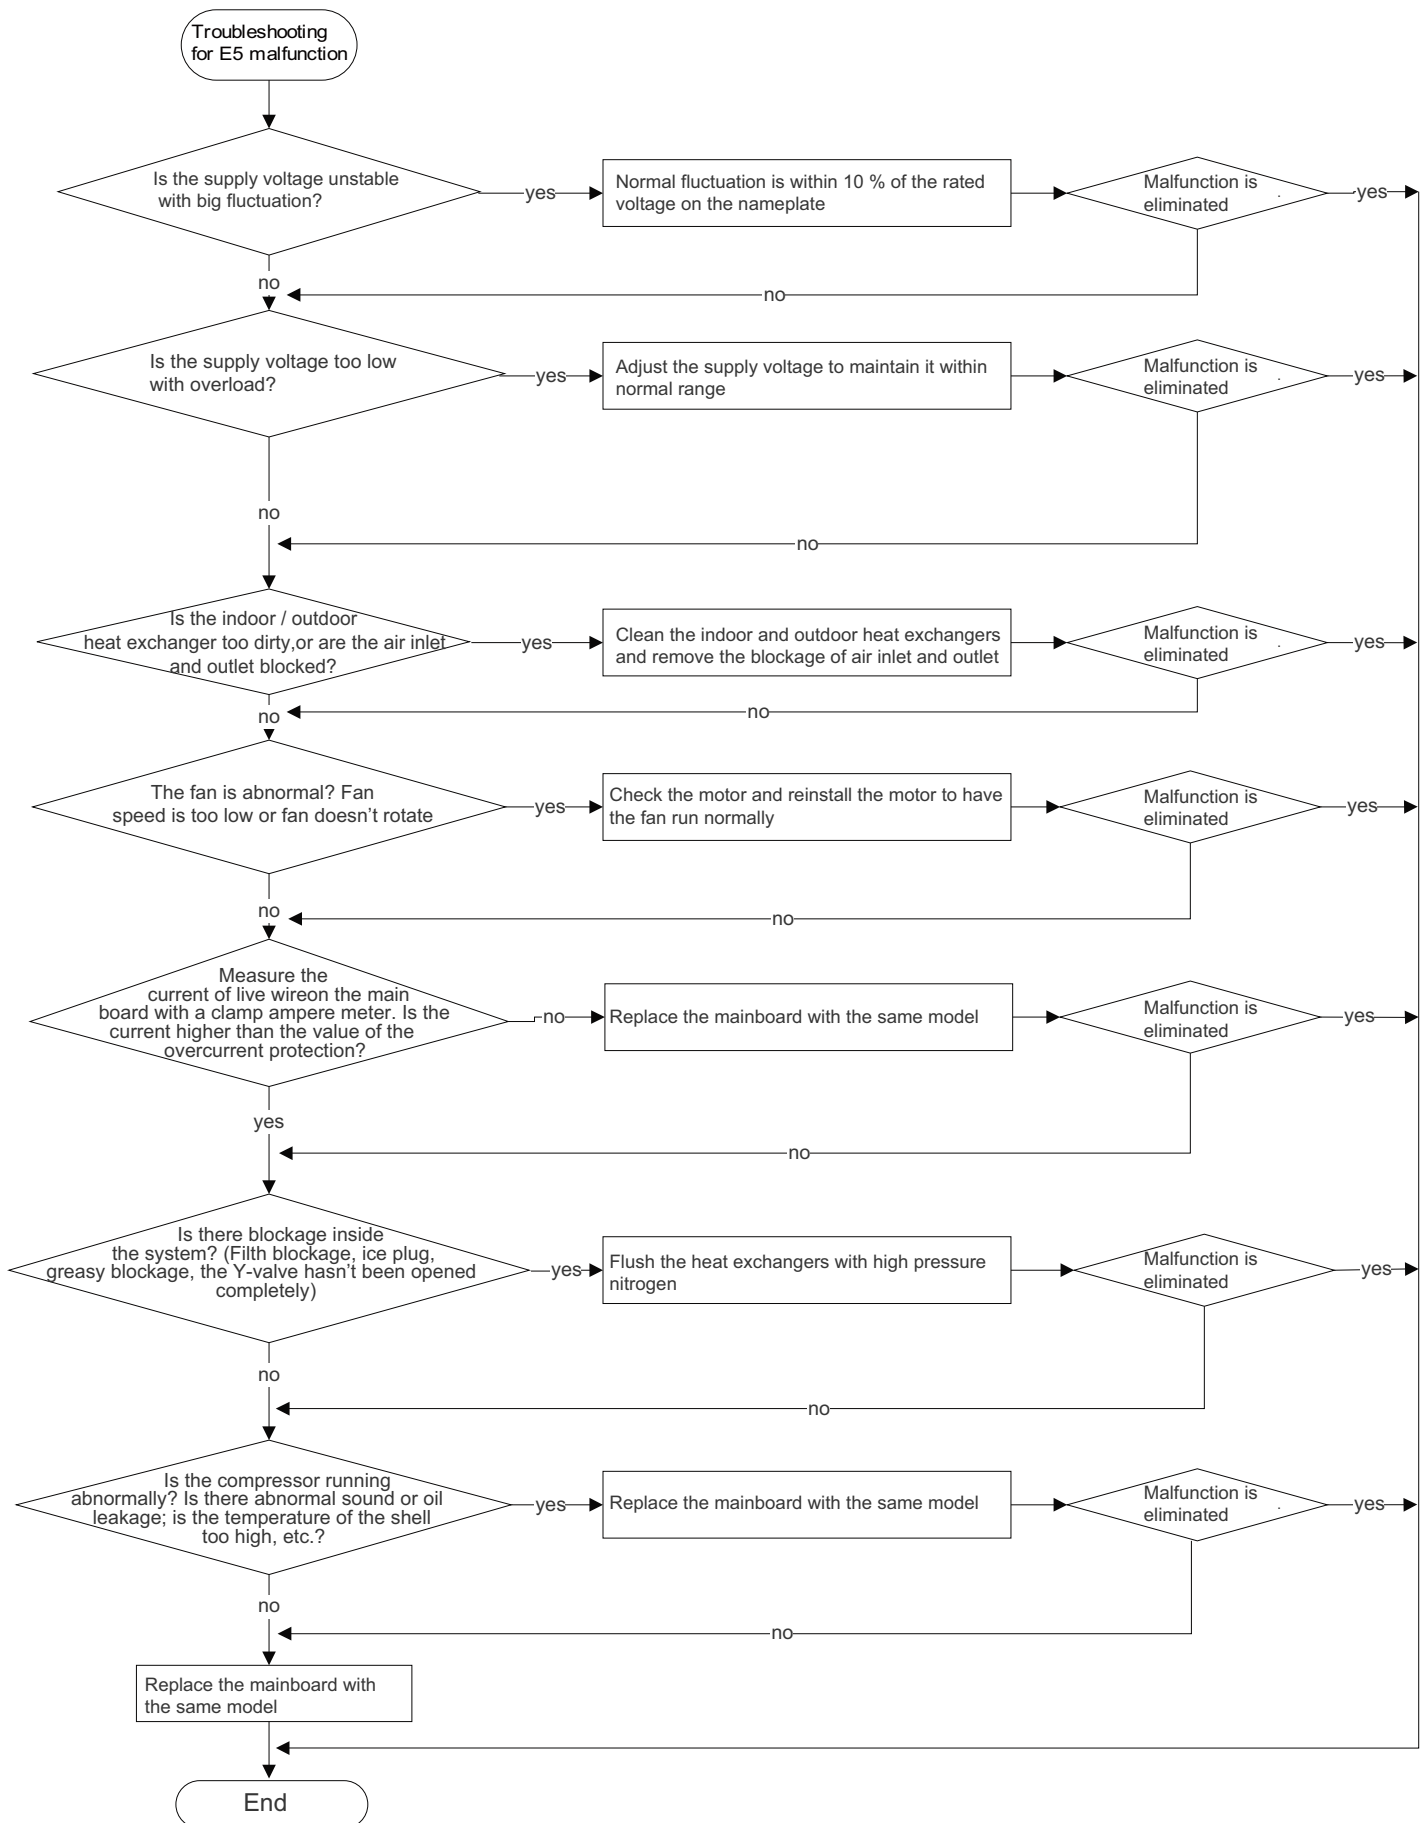 Troubleshooting
for E5 malfunction
Is the supply voltage unstable
with big fluctuation?
yes
Normal fluctuation is within 10 % of the rated
voltage on the nameplate
Malfunction is
eliminated
yes
no
no
Is the supply voltage too low
with overload?
yes
Adjust the supply voltage to maintain it within
normal range
Malfunction is
eliminated
yes
no
no
Is the indoor / outdoor
heat exchanger too dirty,or are the air inlet
and outlet blocked?
yes
Clean the indoor and outdoor heat exchangers
and remove the blockage of air inlet and outlet
Malfunction is
eliminated
yes
no
no
The fan is abnormal? Fan
speed is too low or fan doesn't rotate
yes
Check the motor and reinstall the motor to have
the fan run normally
Malfunction is
eliminated
yes
no
no
Measure the
current of live wireon the main
board with a clamp ampere meter. Is the
current higher than the value of the
overcurrent protection?
no
Replace the mainboard with the same model
Malfunction is
eliminated
yes
yes
no
Is there blockage inside
the system? (Filth blockage, ice plug,
greasy blockage, the Y-valve hasn't been opened
completely)
yes
Flush the heat exchangers with high pressure
nitrogen
Malfunction is
eliminated
yes
no
no
Is the compressor running
abnormally? Is there abnormal sound or oil
leakage; is the temperature of the shell
too high, etc.?
yes
Replace the mainboard with the same model
Malfunction is
eliminated
yes
no
no
Replace the mainboard with
the same model
End